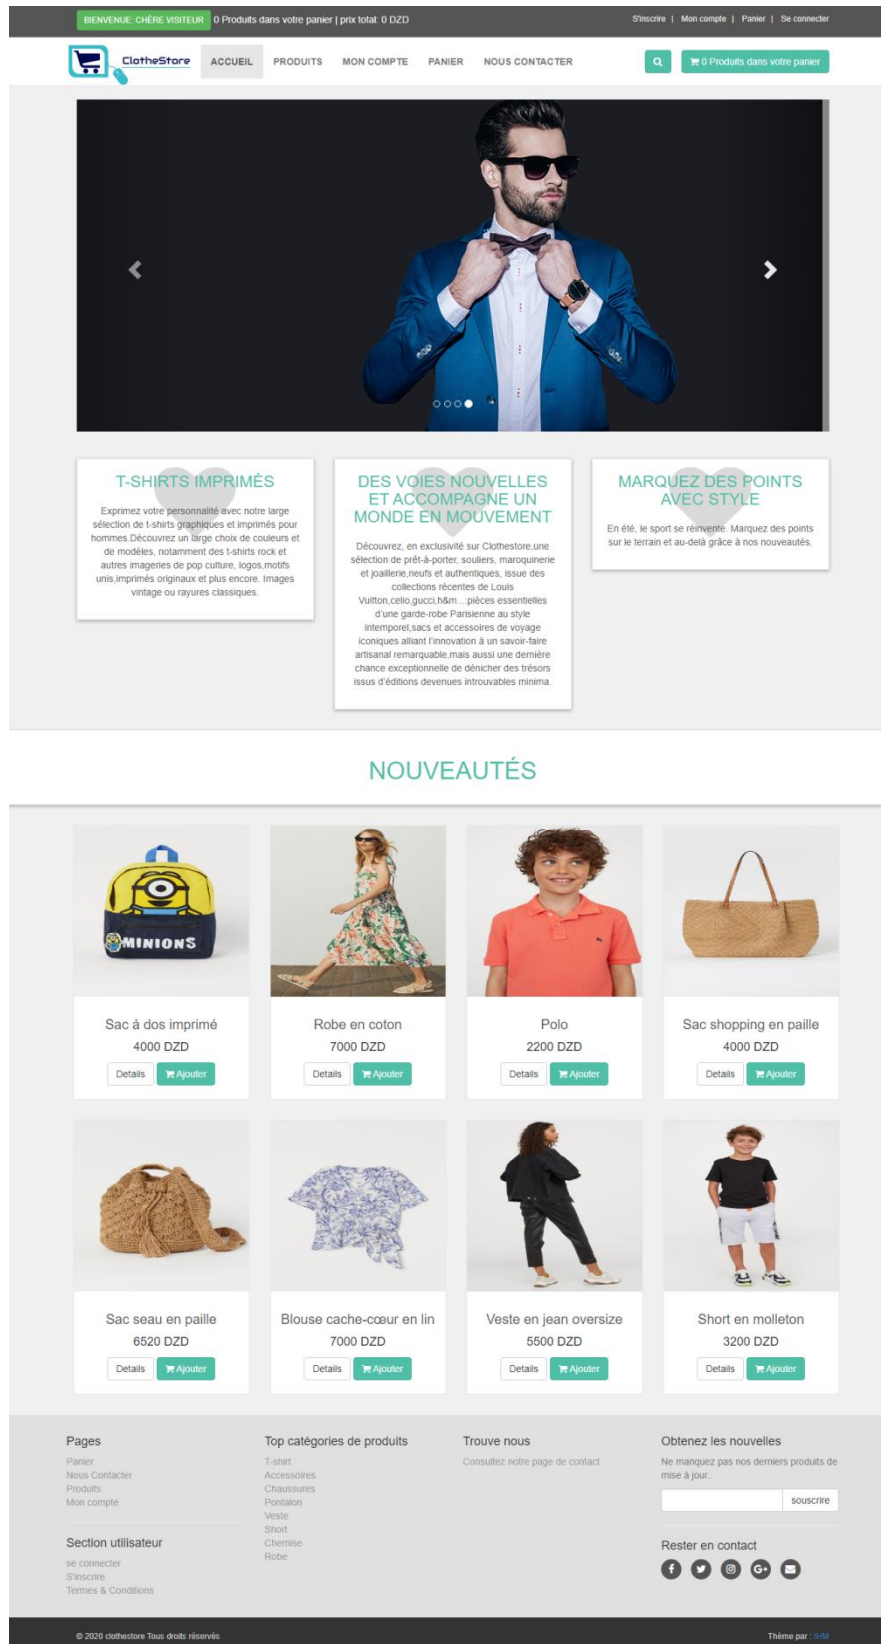 BIENVENUE: CHÈRE VISITEUR 0 Produits dans votre panier | prix total: 0 DZD
S'inscrire | Mon compte | Panier | Se connecter
ClotheStore ACCUEIL PRODUITS MON COMPTE PANIER NOUS CONTACTER
0 Produits dans votre panier
T-SHIRTS IMPRIMÉS
Exprimez votre personnalité avec notre large
sélection de t-shirts graphiques et imprimés pour
hommes.Découvrez un large choix de couleurs et
de modèles, notamment des t-shirts rock et
autres imageries de pop culture, logos,motifs
unis,imprimés originaux et plus encore. Images
vintage ou rayures classiques.
DES VOIES NOUVELLES
ET ACCOMPAGNE UN
MONDE EN MOUVEMENT
Découvrez, en exclusivité sur Clothestore,une
sélection de prêt-à-porter, souliers, maroquinerie
et joaillerie,neufs et authentiques, issue des
collections récentes de Louis
Vuitton,celio,gucci,h&m...:pièces essentielles
d'une garde-robe Parisienne au style
intemporel,sacs et accessoires de voyage
iconiques alliant l'innovation à un savoir-faire
artisanal remarquable,mais aussi une dernière
chance exceptionnelle de dénicher des trésors
issus d'éditions devenues introuvables minima.
MARQUEZ DES POINTS
AVEC STYLE
En été, le sport se réinvente. Marquez des points
sur le terrain et au-delà grâce à nos nouveautés.
NOUVEAUTÉS
MINIONS
Sac à dos imprimé
4000 DZD
Details Ajouter
Robe en coton
7000 DZD
Details Ajouter
Polo
2200 DZD
Details Ajouter
Sac shopping en paille
4000 DZD
Details Ajouter
Sac seau en paille
6520 DZD
Details Ajouter
Blouse cache-cœur en lin
7000 DZD
Details Ajouter
Veste en jean oversize
5500 DZD
Details Ajouter
Short en molleton
3200 DZD
Details Ajouter
Pages
Panier
Nous Contacter
Produits
Mon compte
Section utilisateur
se connecter
S'inscrire
Termes & Conditions
Top catégories de produits
T-shirt
Accessoires
Chaussures
Pontalon
Veste
Short
Chemise
Robe
Trouve nous
Consultez notre page de contact
Obtenez les nouvelles
Ne manquez pas nos derniers produits de
mise à jour..
souscrire
Rester en contact
© 2020 clothestore Tous droits réservés
Thème par : IHM